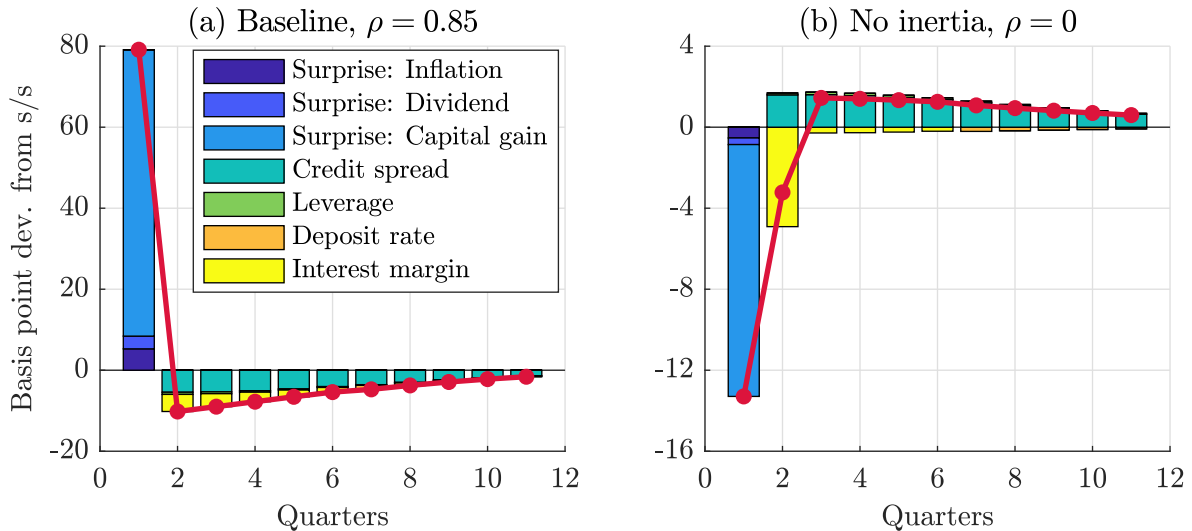 (a) Baseline, ρ = 0.85
Basis point dev. from s/s
80
60
40
20
0
-20
Surprise: Inflation
Surprise: Dividend
Surprise: Capital gain
Credit spread
Leverage
Deposit rate
Interest margin
0 2 4 6 8 10 12
Quarters
(b) No inertia, ρ = 0
4
0
-4
-8
-12
-16
0 2 4 6 8 10 12
Quarters